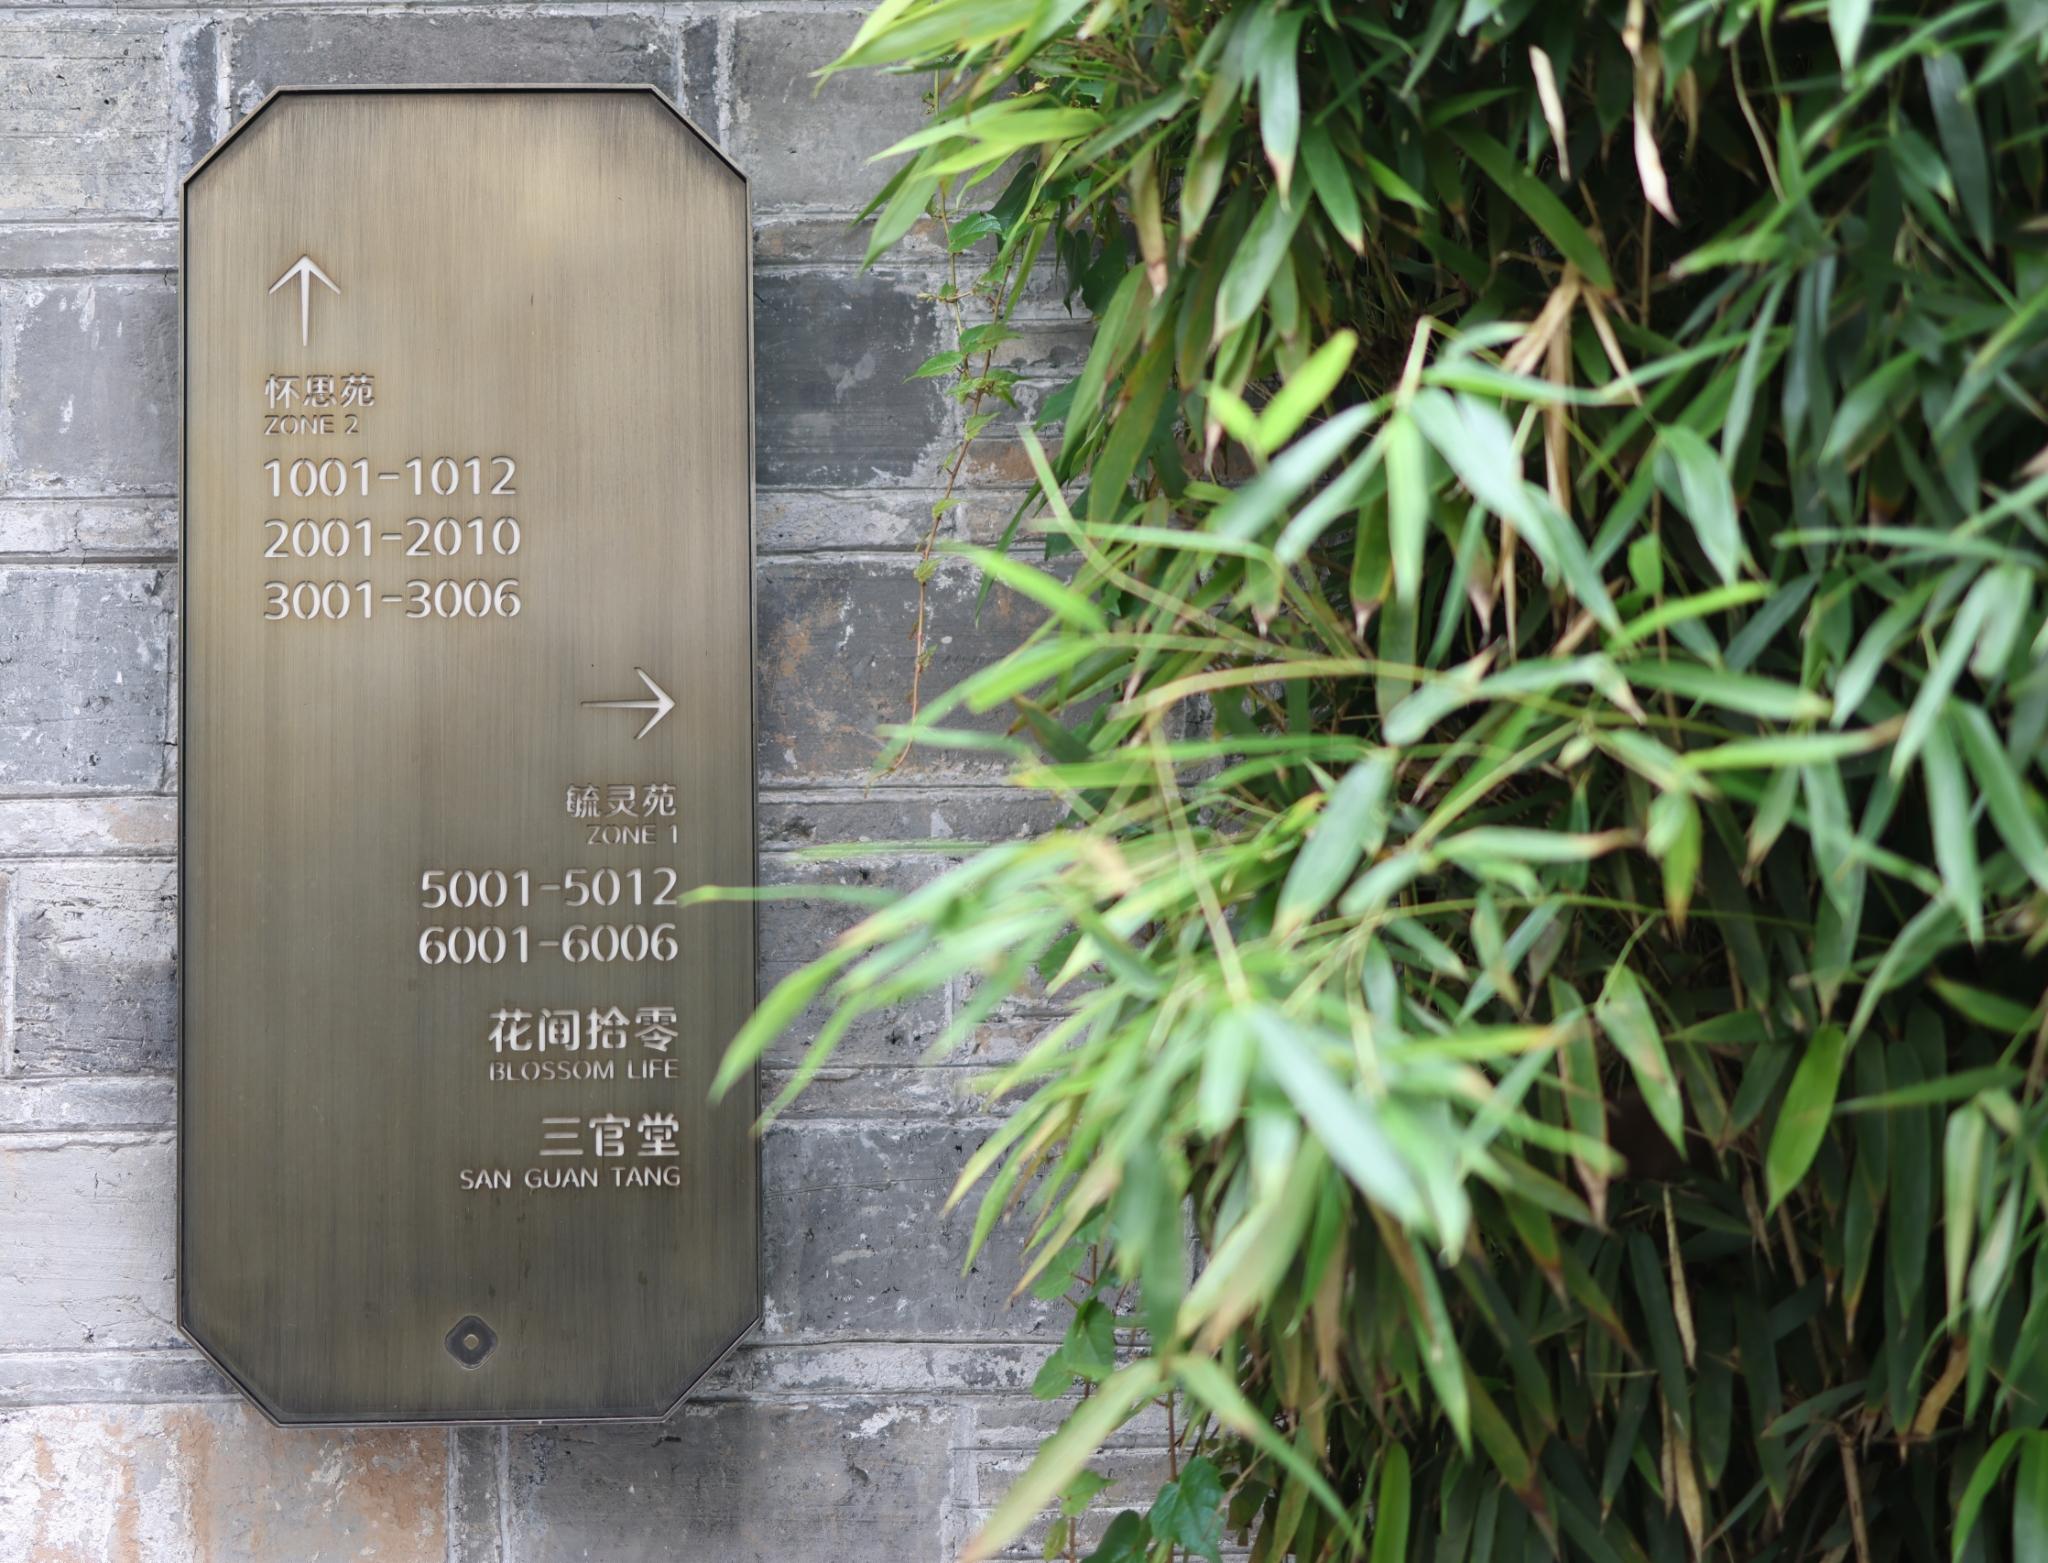 怀思苑
ZONE 2
1001-1012
2001-2010
3001-3006
毓灵苑
ZONE 1
5001-5012
6001-6006
花间拾零
BLOSSOM LIFE
三官堂
SAN GUAN TANG